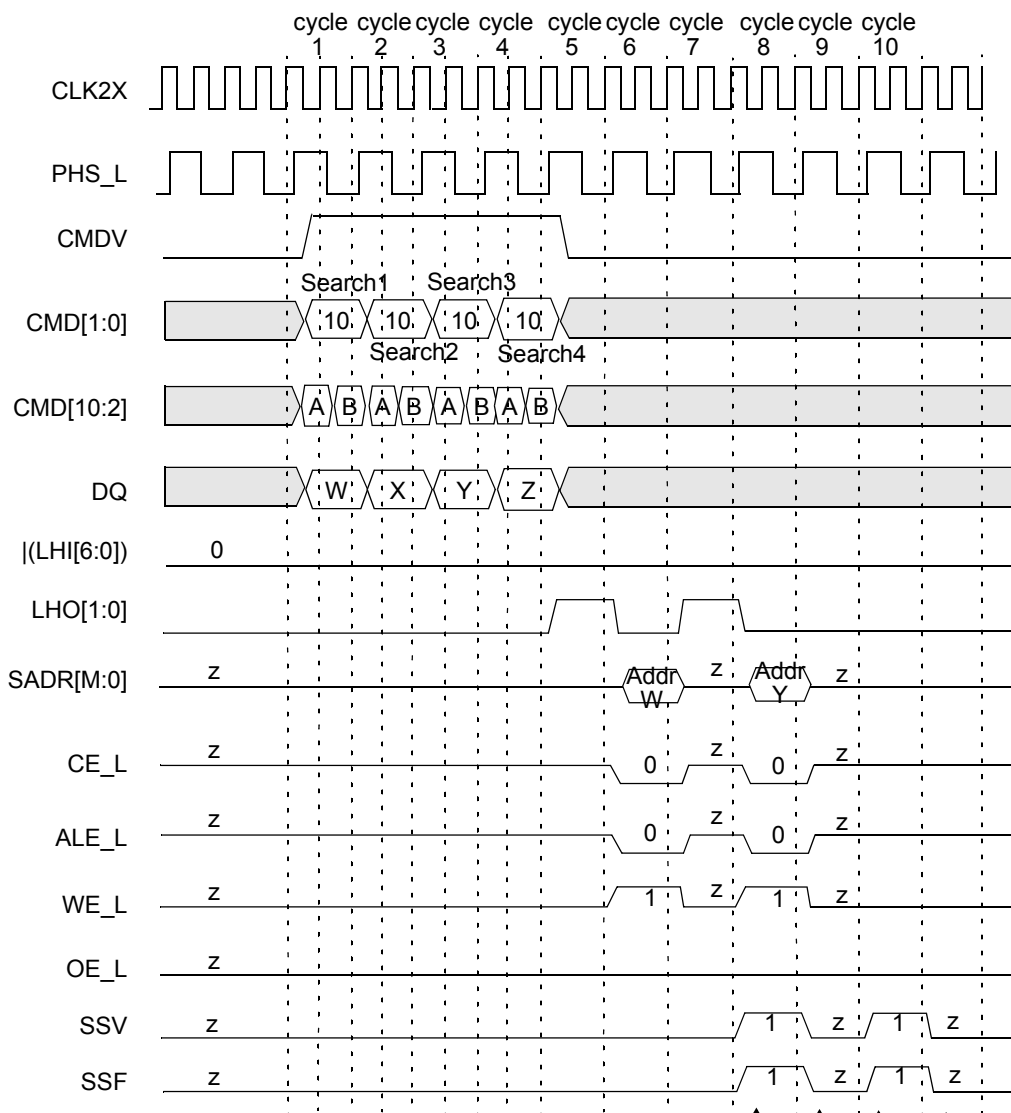 cycle cycle cycle cycle cycle cycle cycle cycle cycle cycle
1 2 3 4 5 6 7 8 9 10
CLK2X
PHS_L
CMDV
Search1 Search3
CMD[1:0] 10 10 10 10
Search2 Search4
CMD[10:2] A B A B A B A B
DQ W X Y Z
|(LHI[6:0]) 0
LHO[1:0]
SADR[M:0] z Addr W z Addr Y z
CE_L z 0 z 0 z
ALE_L z 0 z 0 z
WE_L z 1 z 1 z
OE_L z
SSV z 1 z 1 z
SSF z 1 z 1 z